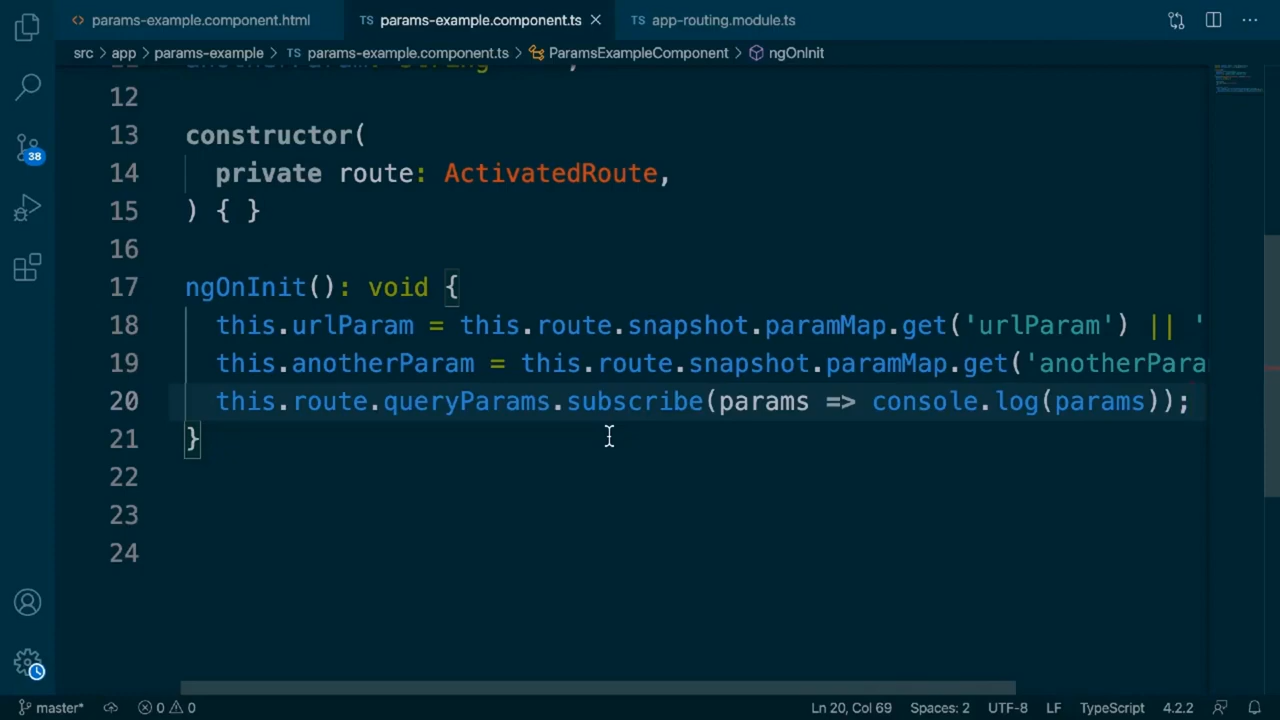 params-example.component.html
TS params-example.component.ts
TS app-routing.module.ts
src > app > params-example > TS params-example.component.ts > ParamsExampleComponent > ngOnInit
12
13 constructor(
14 private route: ActivatedRoute,
15 ) { }
16
17 ngOnInit(): void {
18 this.urlParam = this.route.snapshot.paramMap.get('urlParam') || '
19 this.anotherParam = this.route.snapshot.paramMap.get('anotherPara
20 this.route.queryParams.subscribe(params => console.log(params));
21 }
22
23
24
38
master* 0 0 Ln 20, Col 69 Spaces: 2 UTF-8 LF TypeScript 4.2.2